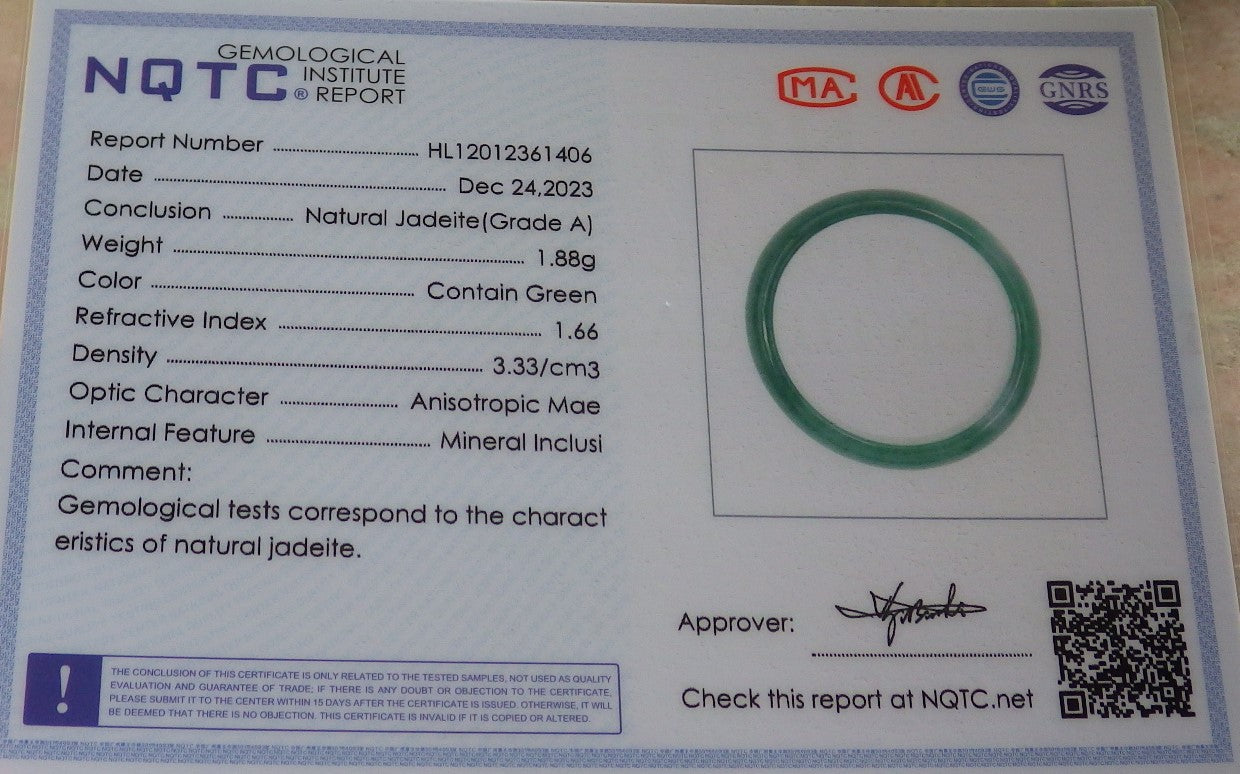 NQTC®
GEMOLOGICAL
INSTITUTE
REPORT
MA
GNRS
Report Number ........ HL12012361406
Date ........ Dec 24,2023
Conclusion ........ Natural Jadeite(Grade A)
Weight ........ 1.88g
Color ........ Contain Green
Refractive Index ........ 1.66
Density ........ 3.33/cm3
Optic Character ........ Anisotropic Mae
Internal Feature ........ Mineral Inclusi
Comment:
Gemological tests correspond to the charact
eristics of natural jadeite.
Approver:
Check this report at NQTC.net
!
THE CONCLUSION OF THIS CERTIFICATE IS ONLY RELATED TO THE TESTED SAMPLES, NOT USED AS QUALITY
EVALUATION AND GUARANTEE OF TRADE; IF THERE IS ANY DOUBT OR OBJECTION TO THE CERTIFICATE,
PLEASE SUBMIT IT TO THE CENTER WITHIN 15 DAYS AFTER THE CERTIFICATE IS ISSUED. OTHERWISE, IT WILL
BE DEEMED THAT THERE IS NO OBJECTION. THIS CERTIFICATE IS INVALID IF IT IS COPIED OR ALTERED.